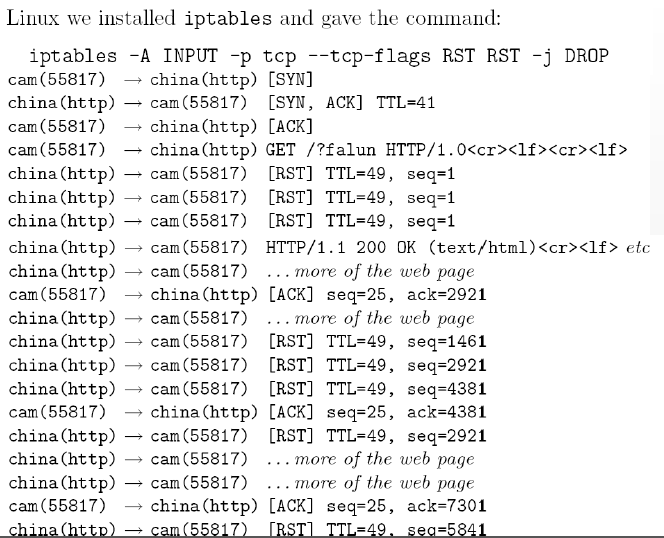 Linux we installed iptables and gave the command:
iptables -A INPUT -p tcp --tcp-flags RST RST -j DROP
cam(55817) → china(http) [SYN]
china(http) → cam(55817) [SYN, ACK] TTL=41
cam(55817) → china(http) [ACK]
cam(55817) → china(http) GET /?falun HTTP/1.0<cr><lf><cr><lf>
china(http) → cam(55817) [RST] TTL=49, seq=1
china(http) → cam(55817) [RST] TTL=49, seq=1
china(http) → cam(55817) [RST] TTL=49, seq=1
china(http) → cam(55817) HTTP/1.1 200 OK (text/html)<cr><lf> etc
china(http) → cam(55817) ...more of the web page
cam(55817) → china(http) [ACK] seq=25, ack=2921
china(http) → cam(55817) ...more of the web page
china(http) → cam(55817) [RST] TTL=49, seq=1461
china(http) → cam(55817) [RST] TTL=49, seq=2921
china(http) → cam(55817) [RST] TTL=49, seq=4381
cam(55817) → china(http) [ACK] seq=25, ack=4381
china(http) → cam(55817) [RST] TTL=49, seq=2921
china(http) → cam(55817) ...more of the web page
china(http) → cam(55817) ...more of the web page
cam(55817) → china(http) [ACK] seq=25, ack=7301
china(http) → cam(55817) [RST] TTL=49, seq=5841